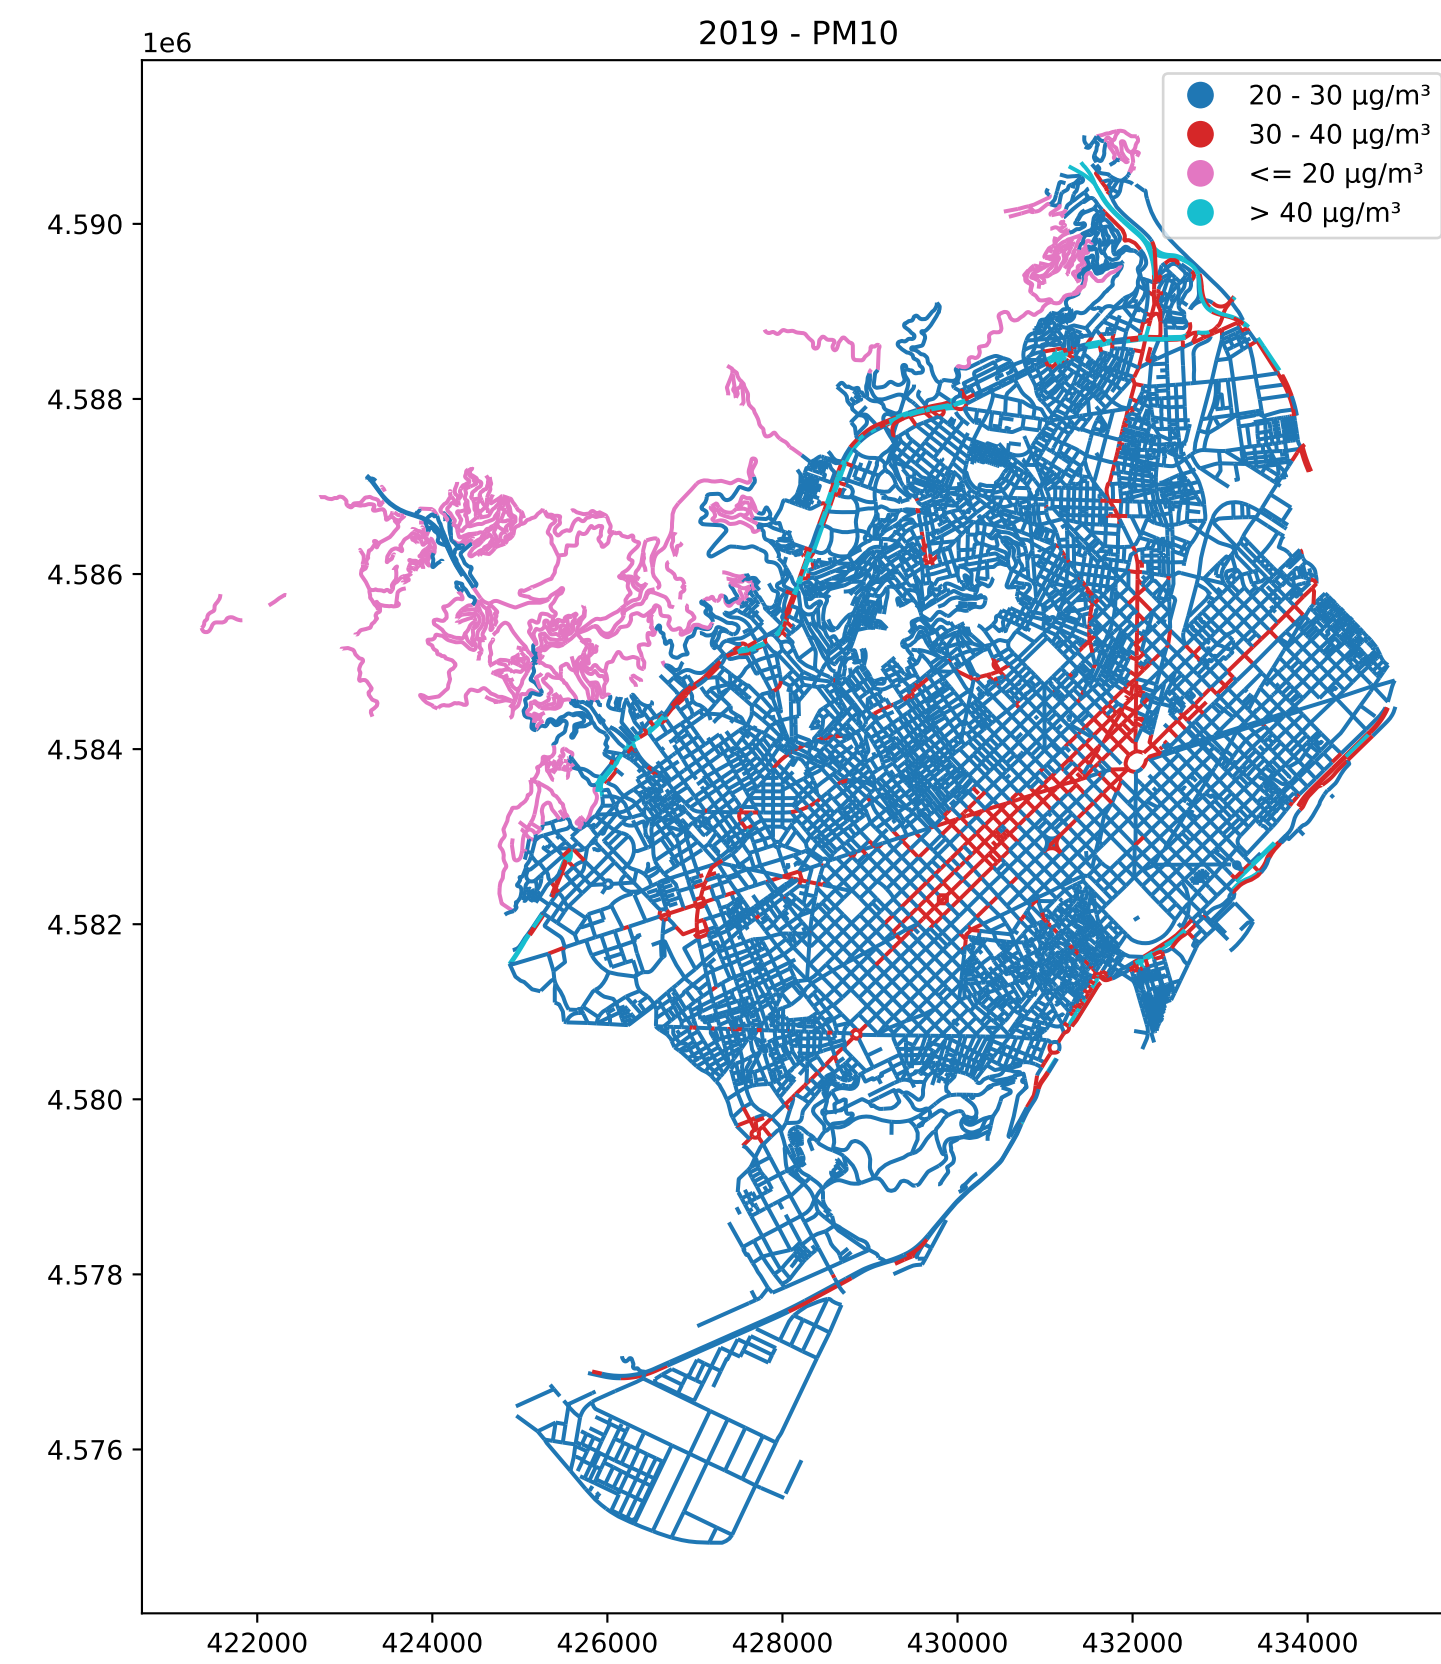 2019 - PM10
1e6
20 - 30 µg/m³
30 - 40 µg/m³
<= 20 µg/m³
> 40 µg/m³
4.590
4.588
4.586
4.584
4.582
4.580
4.578
4.576
422000 424000 426000 428000 430000 432000 434000